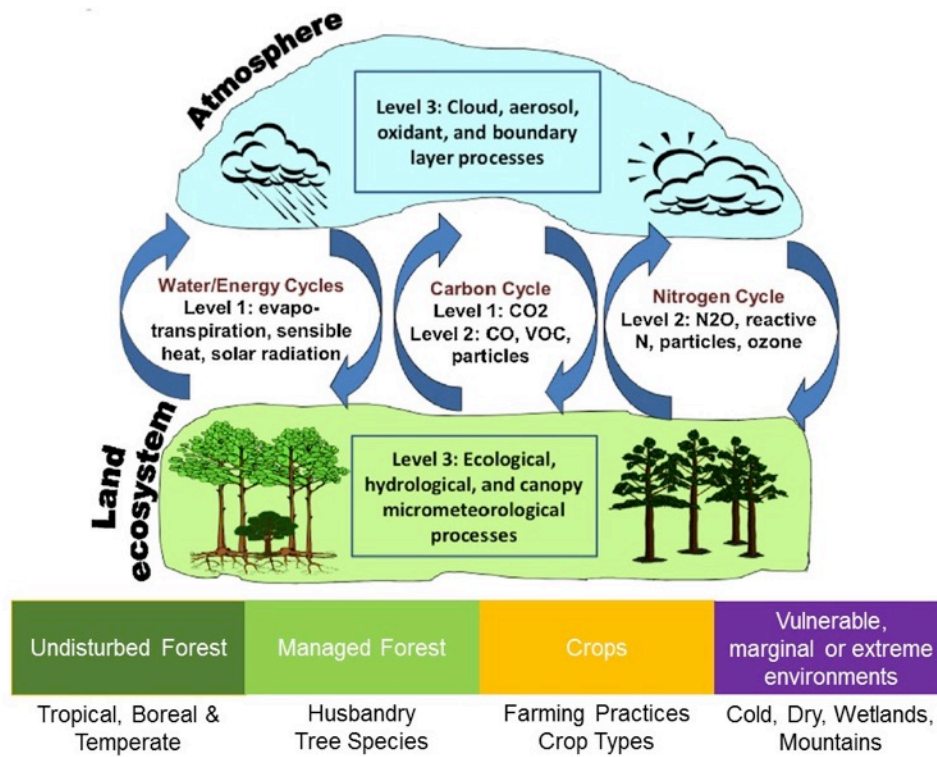 Atmosphere
Level 3: Cloud, aerosol,
oxidant, and boundary
layer processes
Water/Energy Cycles
Level 1: evapo-
transpiration, sensible
heat, solar radiation
Carbon Cycle
Level 1: CO2
Level 2: CO, VOC,
particles
Nitrogen Cycle
Level 2: N2O, reactive
N, particles, ozone
Land
ecosystem
Level 3: Ecological,
hydrological, and canopy
micrometeorological
processes
Undisturbed Forest
Managed Forest
Crops
Vulnerable,
marginal or extreme
environments
Tropical, Boreal &
Temperate
Husbandry
Tree Species
Farming Practices
Crop Types
Cold, Dry, Wetlands,
Mountains